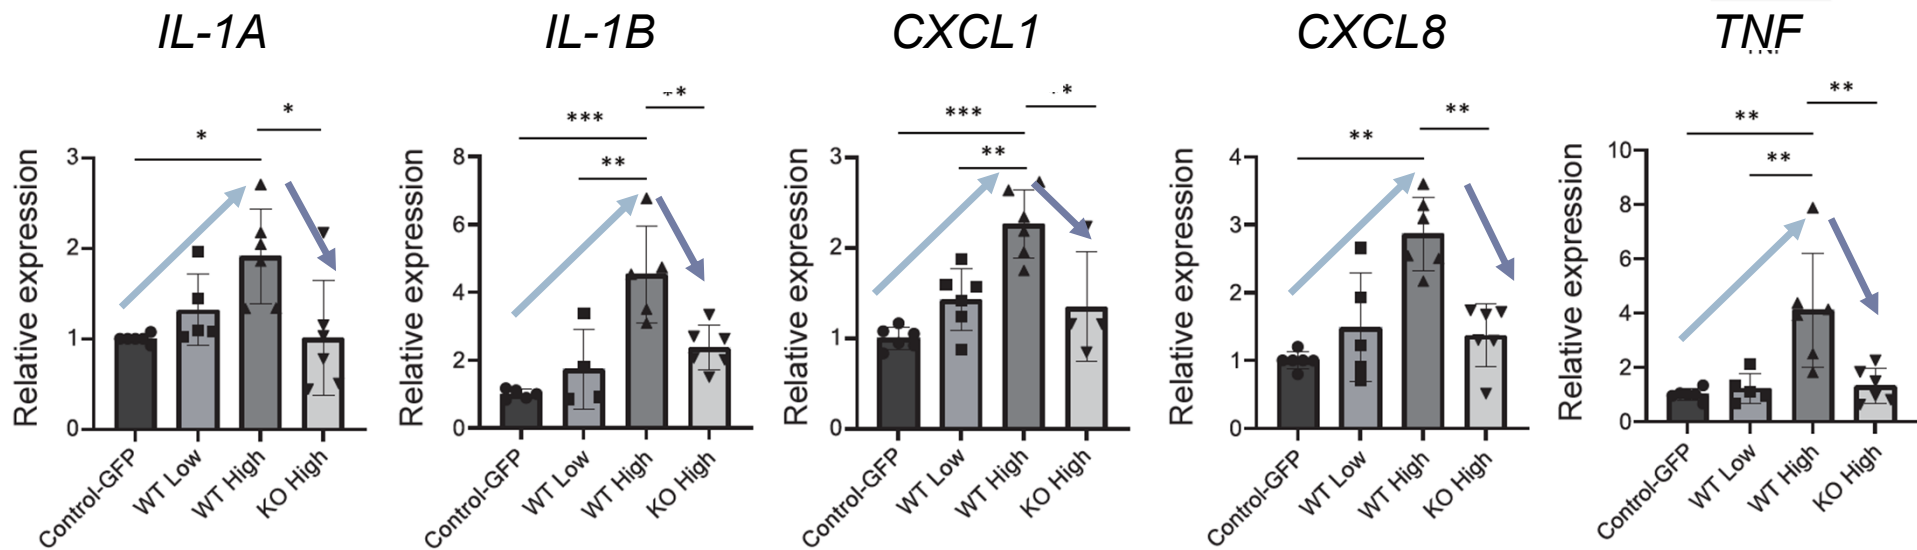 IL-1A
Relative expression
3
2
1
0
*
*
Control-GFP
WT Low
WT High
KO High
IL-1B
Relative expression
8
6
4
2
0
***
**
Control-GFP
WT Low
WT High
KO High
CXCL1
Relative expression
3
2
1
0
***
**
Control-GFP
WT Low
WT High
KO High
CXCL8
Relative expression
4
3
2
1
0
**
**
Control-GFP
WT Low
WT High
KO High
TNF
Relative expression
10
8
6
4
2
0
**
**
**
Control-GFP
WT Low
WT High
KO High